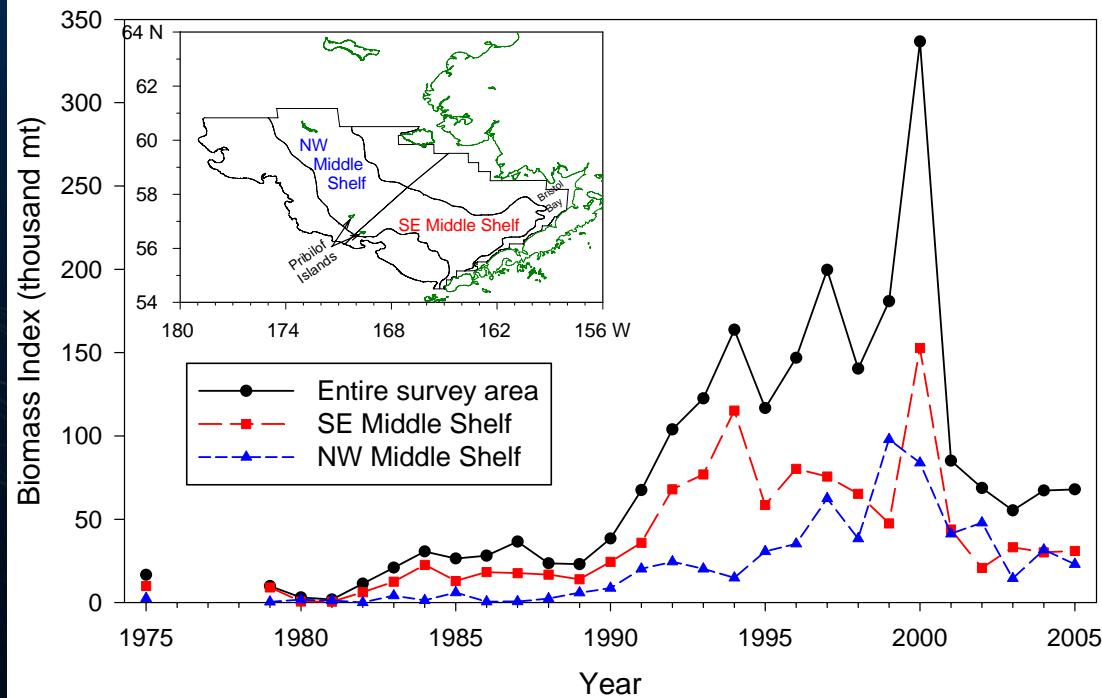 350
300
250
200
150
100
50
0
Biomass Index (thousand mt)
64 N
62
60
58
56
54
180
174
168
162
156 W
NW
Middle
Shelf
SE Middle Shelf
Bristol
Bay
Pribilof
Islands
Entire survey area
SE Middle Shelf
NW Middle Shelf
1975
1980
1985
1990
1995
2000
2005
Year